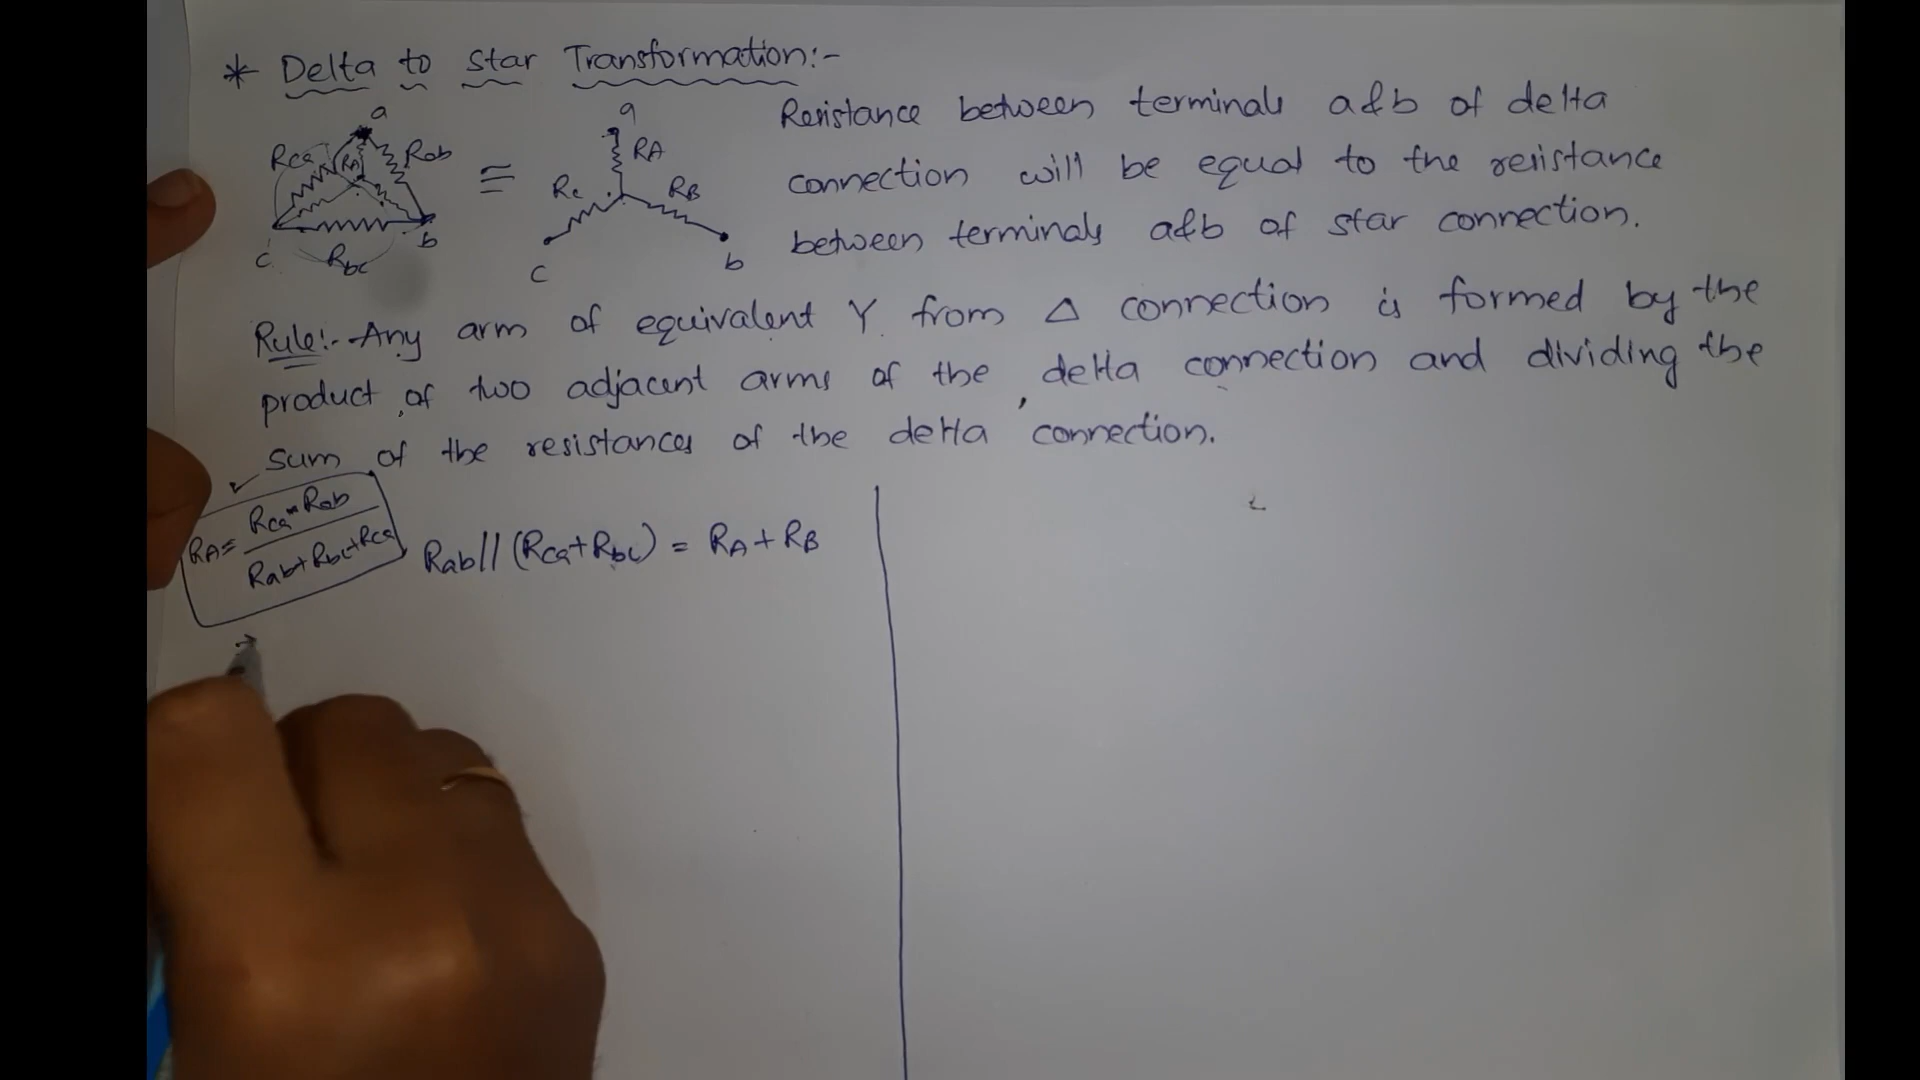 * Delta to Star Transformation:-
a
Rca
RA
Rab
c
Rbc
b
≡
a
RA
Rc
RB
c
b
Resistance between terminals a&b of delta
connection will be equal to the resistance
between terminals a&b of star connection.
Rule:- Any arm of equivalent Y from Δ connection is formed by the
product of two adjacent arms of the delta connection and dividing the
sum of the resistances of the delta connection.
RA = Rca * Rab / Rab+Rbc+Rca
Rab||(Rca+Rbc) = RA+RB